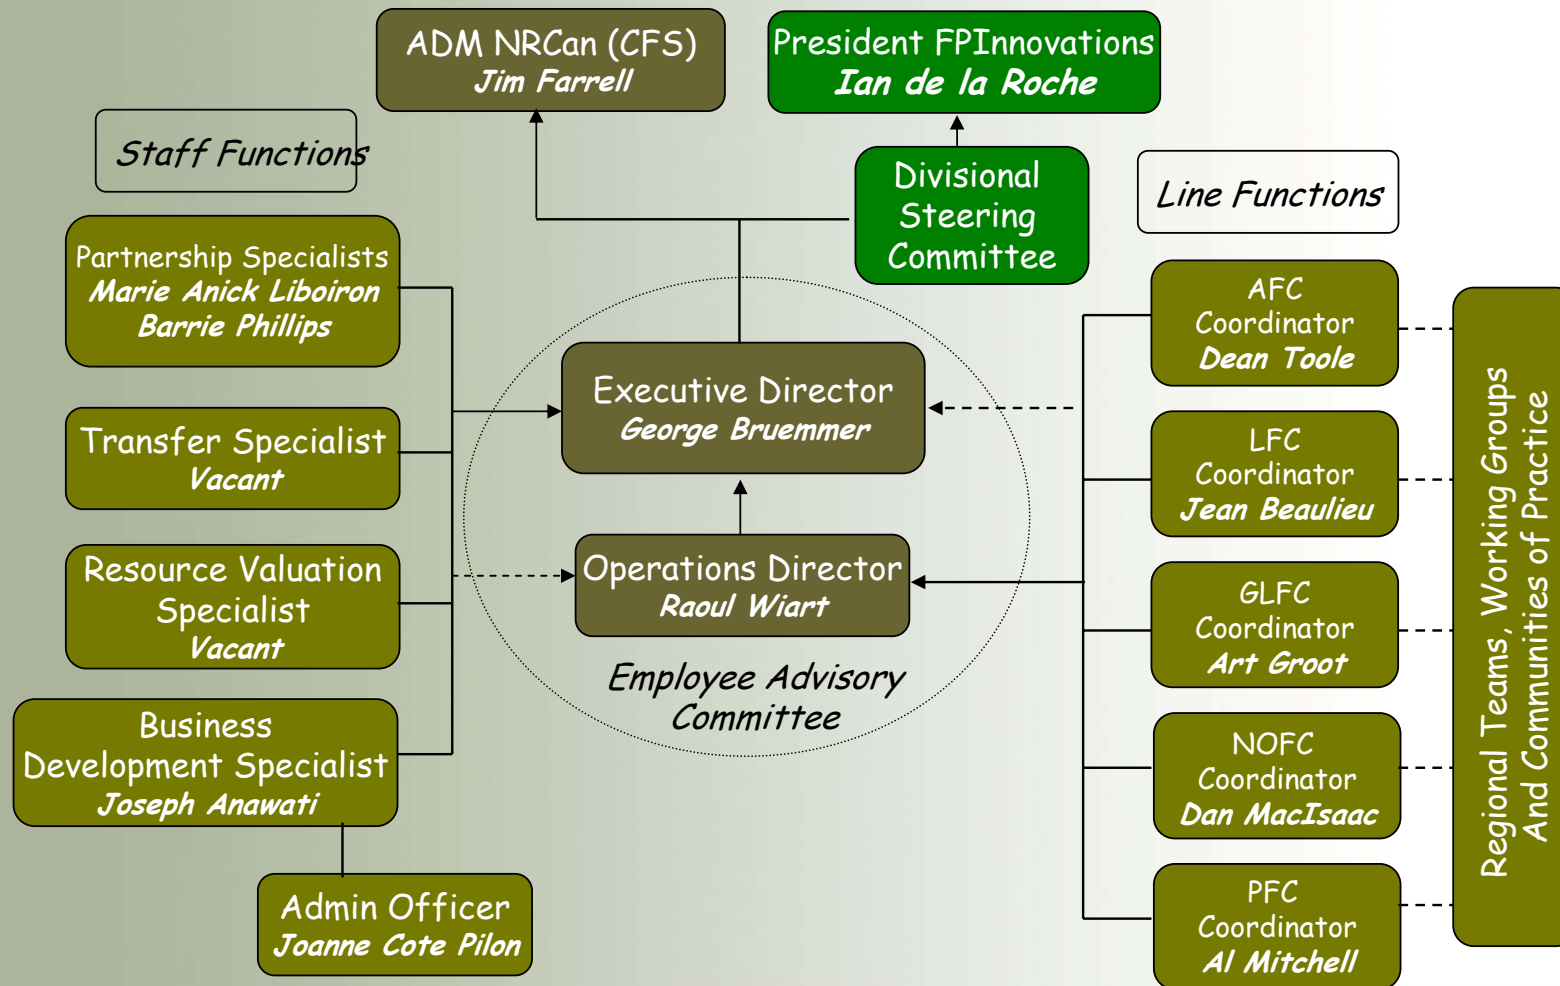 ADM NRCan (CFS)
Jim Farrell
President FPInnovations
Ian de la Roche
Staff Functions
Divisional
Steering
Committee
Line Functions
Partnership Specialists
Marie Anick Liboiron
Barrie Phillips
Transfer Specialist
Vacant
Resource Valuation
Specialist
Vacant
Business
Development Specialist
Joseph Anawati
Admin Officer
Joanne Cote Pilon
Executive Director
George Bruemmer
Operations Director
Raoul Wiart
Employee Advisory
Committee
AFC
Coordinator
Dean Toole
LFC
Coordinator
Jean Beaulieu
GLFC
Coordinator
Art Groot
NOFC
Coordinator
Dan MacIsaac
PFC
Coordinator
Al Mitchell
Regional Teams, Working Groups
And Communities of Practice